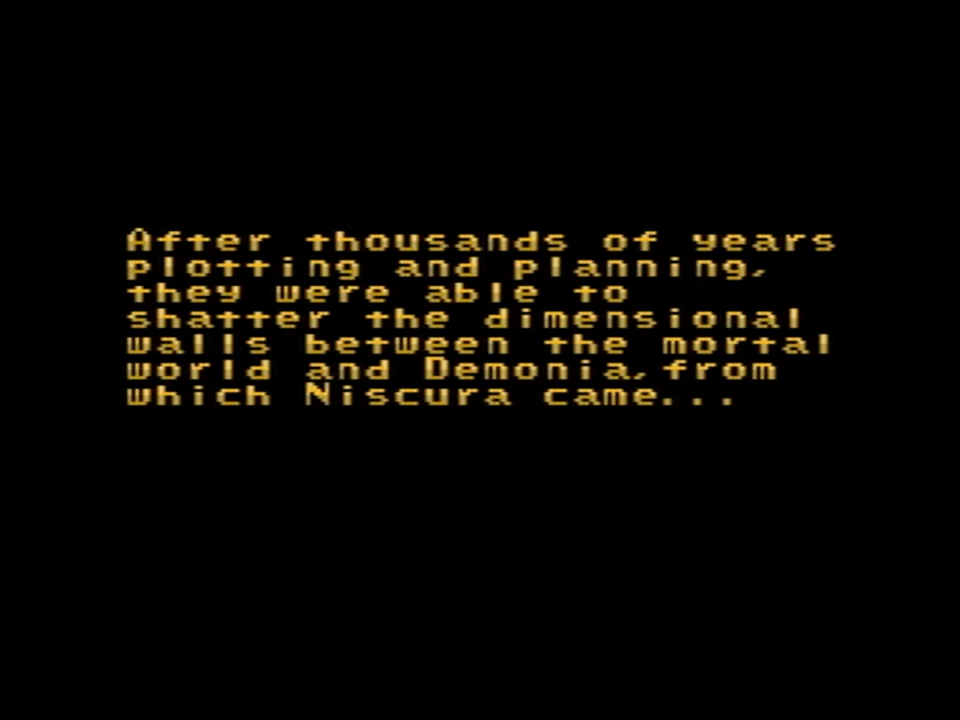 After thousands of years
plotting and planning,
they were able to
shatter the dimensional
walls between the mortal
world and Demonia,from
which Niscura came...